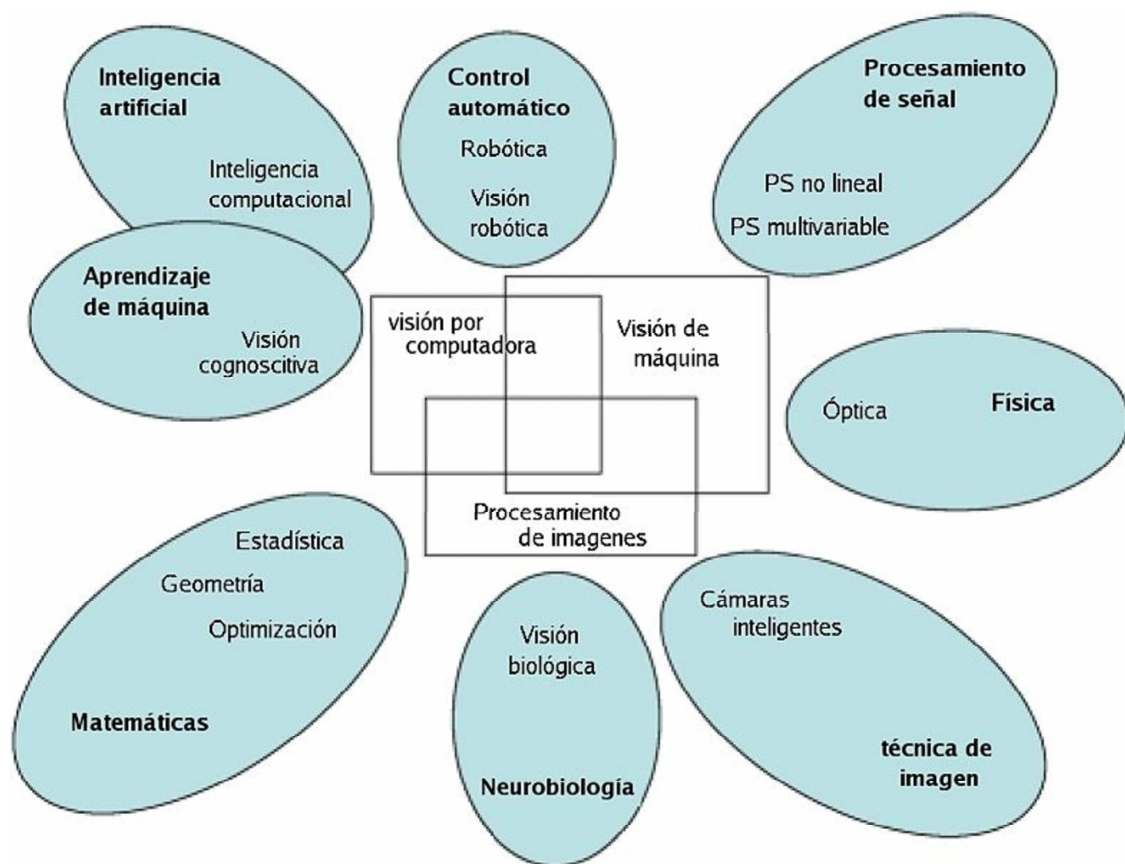 Inteligencia
artificial
Inteligencia
computacional
Control
automático
Robótica
Visión
robótica
Procesamiento
de señal
PS no lineal
PS multivariable
Aprendizaje
de máquina
Visión
cognoscitiva
visión por
computadora
Visión de
máquina
Óptica
Física
Procesamiento
de imagenes
Estadística
Geometría
Optimización
Matemáticas
Visión
biológica
Neurobiología
Cámaras
inteligentes
técnica de
imagen